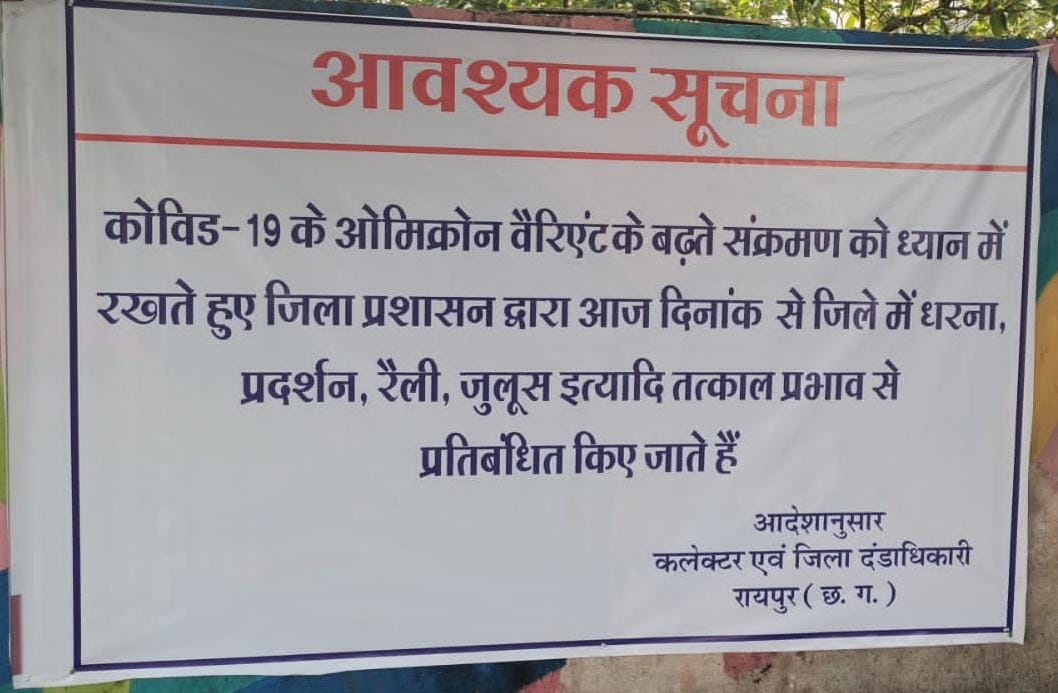 आवश्यक सूचना
कोविड-19 के ओमिक्रोन वैरिएंट के बढ़ते संक्रमण को ध्यान में
रखते हुए जिला प्रशासन द्वारा आज दिनांक से जिले में धरना,
प्रदर्शन, रैली, जुलूस इत्यादि तत्काल प्रभाव से
प्रतिबंधित किए जाते हैं
आदेशानुसार
कलेक्टर एवं जिला दंडाधिकारी
रायपुर ( छ. ग. )